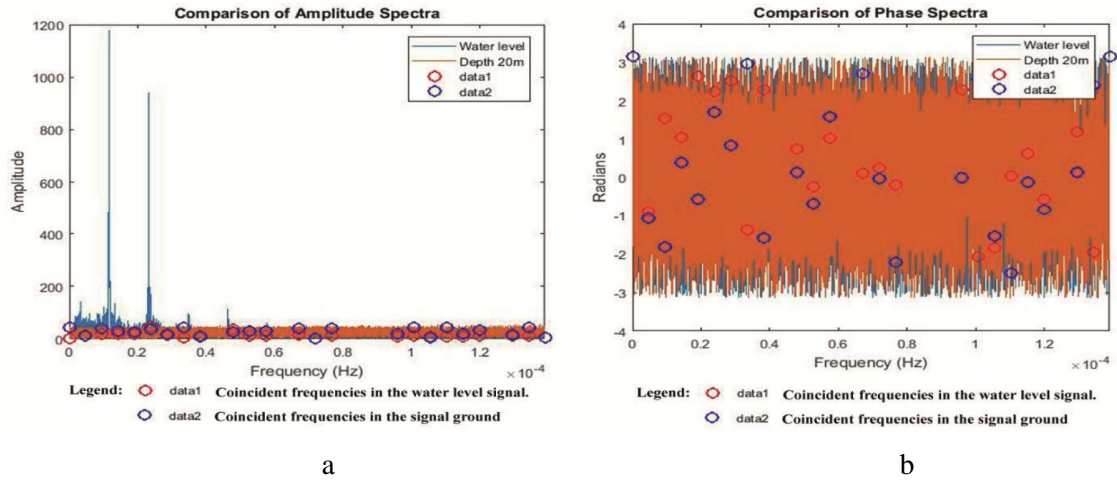 Comparison of Amplitude Spectra
1200
1000
800
600
400
200
0
Amplitude
Water level
Depth 20m
data1
data2
0
0.2
0.4
0.6
0.8
1
1.2
Frequency (Hz)
× 10⁻⁴
Legend:
data1 Coincident frequencies in the water level signal.
data2 Coincident frequencies in the signal ground
a
Comparison of Phase Spectra
4
3
2
1
0
-1
-2
-3
-4
Radians
Water level
Depth 20m
data1
data2
0
0.2
0.4
0.6
0.8
1
1.2
Frequency (Hz)
× 10⁻⁴
Legend:
data1 Coincident frequencies in the water level signal.
data2 Coincident frequencies in the signal ground
b